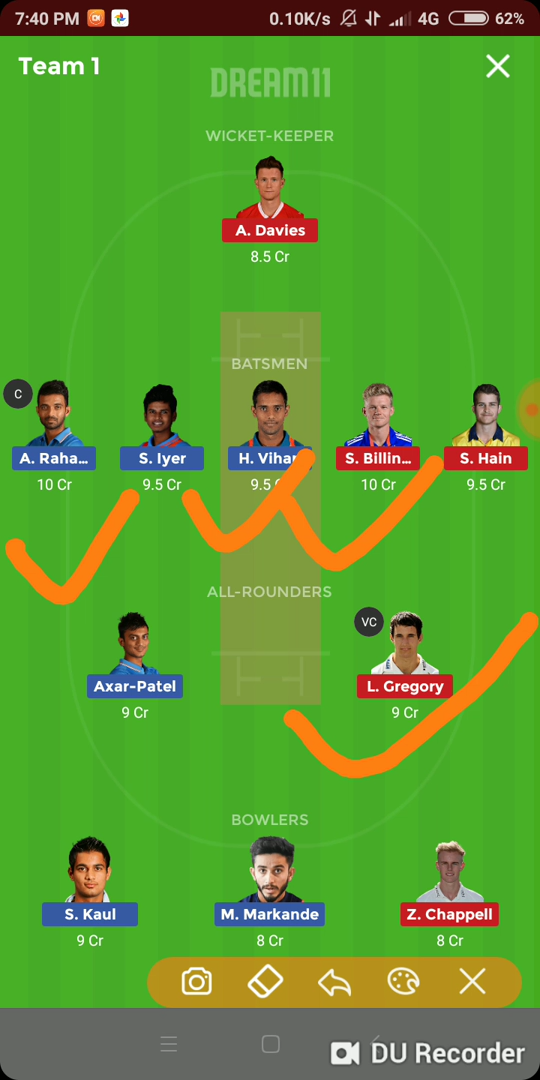 7:40 PM 0.10K/s 4G 62%
Team 1
DREAM11
WICKET-KEEPER
A. Davies
8.5 Cr
BATSMEN
C
A. Raha... S. Iyer H. Vihar S. Billin... S. Hain
10 Cr 9.5 Cr 9.5 10 Cr 9.5 Cr
ALL-ROUNDERS
VC
Axar-Patel L. Gregory
9 Cr 9 Cr
BOWLERS
S. Kaul M. Markande Z. Chappell
9 Cr 8 Cr 8 Cr
DU Recorder